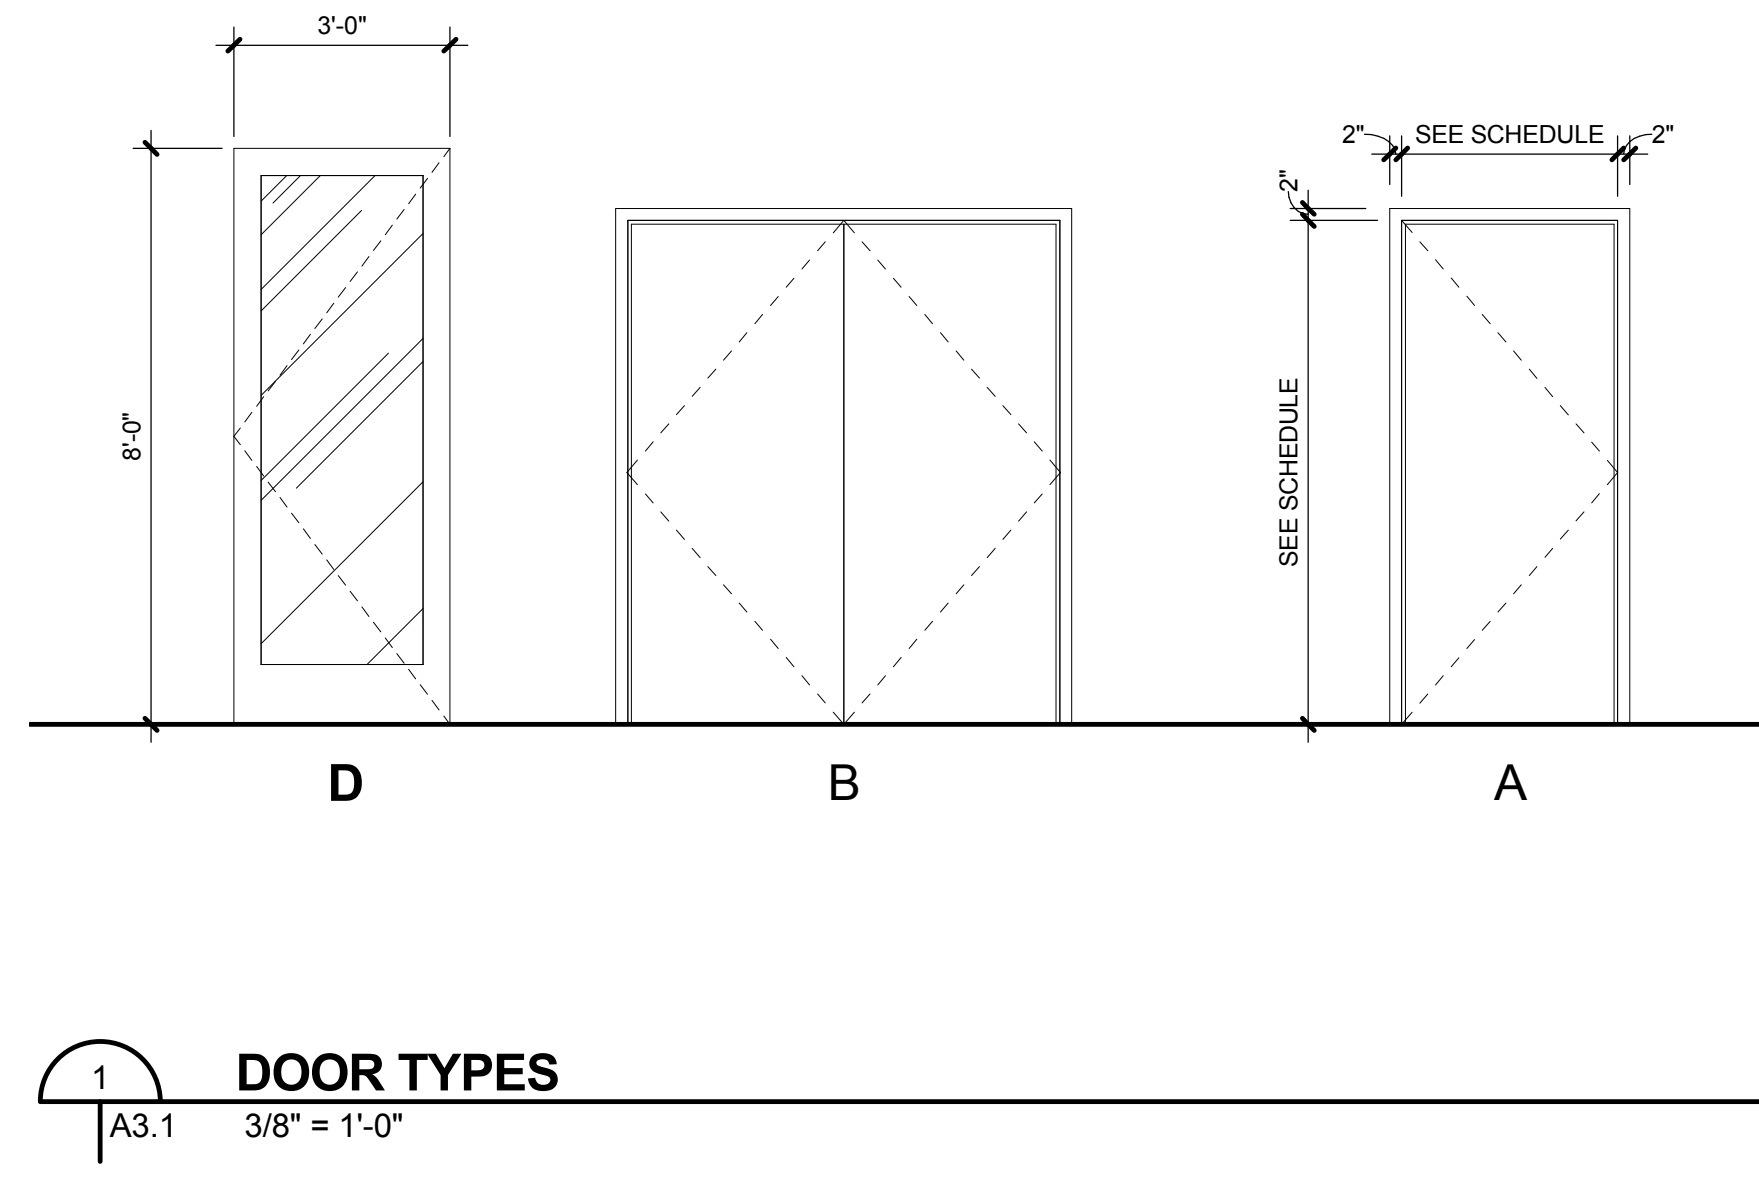 3'-0"
8'-0"
2" SEE SCHEDULE 2"
2"
SEE SCHEDULE
D
B
A
1
DOOR TYPES
A3.1
3/8" = 1'-0"